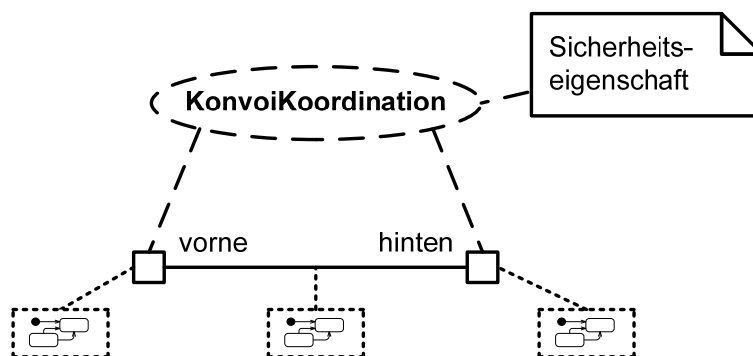 Sicherheits-
eigenschaft
KonvoiKoordination
vorne
hinten